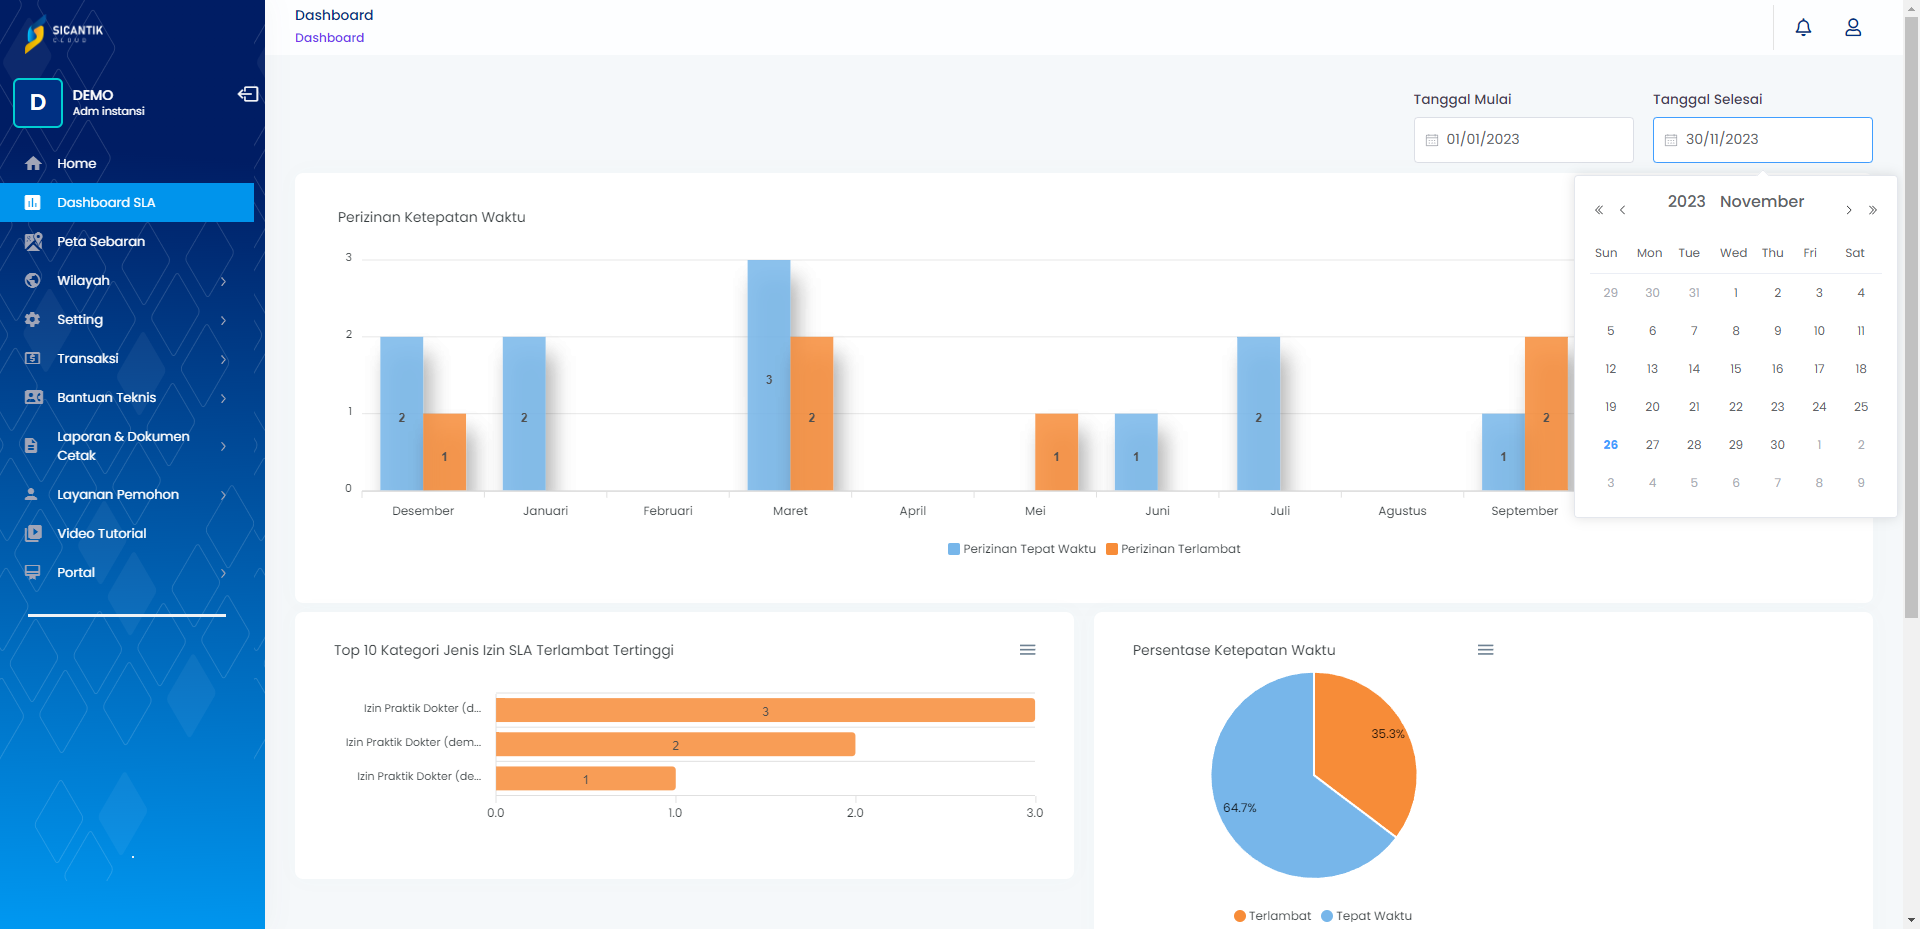 SICANTIK
CLOUD
D
DEMO
Adm instansi
Home
Dashboard SLA
Peta Sebaran
Wilayah
Setting
Transaksi
Bantuan Teknis
Laporan & Dokumen
Cetak
Layanan Pemohon
Video Tutorial
Portal
Dashboard
Dashboard
Tanggal Mulai
Tanggal Selesai
01/01/2023
30/11/2023
2023 November
Sun Mon Tue Wed Thu Fri Sat
29 30 31 1 2 3 4
5 6 7 8 9 10 11
12 13 14 15 16 17 18
19 20 21 22 23 24 25
26 27 28 29 30 1 2
3 4 5 6 7 8 9
Perizinan Ketepatan Waktu
3
2
1
0
2 1 2 3 2 1 1 2 1 2
Desember Januari Februari Maret April Mei Juni Juli Agustus September
Perizinan Tepat Waktu Perizinan Terlambat
Top 10 Kategori Jenis Izin SLA Terlambat Tertinggi
Izin Praktik Dokter (d... 3
Izin Praktik Dokter (dem... 2
Izin Praktik Dokter (de... 1
0.0 1.0 2.0 3.0
Persentase Ketepatan Waktu
35.3%
64.7%
Terlambat Tepat Waktu